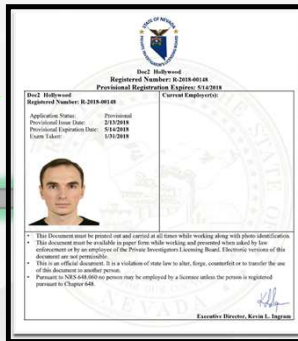 STATE OF NEVADA
Doe2 Hollywood
Registered Number: R-2018-00148
Provisional Registration Expires: 5/14/2018
Doe2 Hollywood
Registered Number: R-2018-00148
Application Status: Provisional
Provisional Issue Date: 2/13/2018
Provisional Expiration Date: 5/14/2018
Exam Taken: 1/31/2018
Current Employer(s):
• This Document must be printed out and carried at all times while working along with photo identification.
• This document must be available in paper form while working and presented when asked by law
enforcement or by an employee of the Private Investigators Licensing Board. Electronic versions of this
document are not permissible.
• This is an official document. It is a violation of state law to alter, forge, counterfeit or to transfer the use
of this document to another person.
• Pursuant to NRS 648.060 no person may be employed by a licensee unless the person is registered
pursuant to Chapter 648.
NEVADA
Executive Director, Kevin L. Ingram